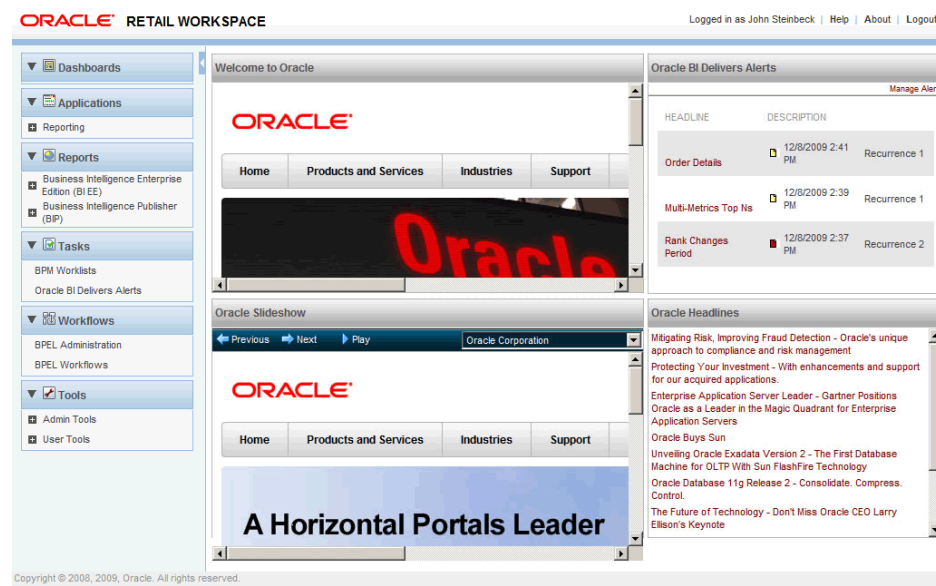 ORACLE RETAIL WORKSPACE
Logged in as John Steinbeck | Help | About | Logout
Dashboards
Applications
Reporting
Reports
Business Intelligence Enterprise
Edition (BI EE)
Business Intelligence Publisher
(BIP)
Tasks
BPM Worklists
Oracle BI Delivers Alerts
Workflows
BPEL Administration
BPEL Workflows
Tools
Admin Tools
User Tools
Welcome to Oracle
ORACLE
Home Products and Services Industries Support
Oracle
Oracle BI Delivers Alerts
Manage Aler
HEADLINE DESCRIPTION
Order Details 12/8/2009 2:41 PM Recurrence 1
Multi-Metrics Top Ns 12/8/2009 2:39 PM Recurrence 1
Rank Changes Period 12/8/2009 2:37 PM Recurrence 2
Oracle Slideshow
Previous Next Play Oracle Corporation
ORACLE
Home Products and Services Industries Support
A Horizontal Portals Leader
Oracle Headlines
Mitigating Risk, Improving Fraud Detection - Oracle's unique
approach to compliance and risk management
Protecting Your Investment - With enhancements and support
for our acquired applications.
Enterprise Application Server Leader - Gartner Positions
Oracle as a Leader in the Magic Quadrant for Enterprise
Application Servers
Oracle Buys Sun
Unveiling Oracle Exadata Version 2 - The First Database
Machine for OLTP With Sun FlashFire Technology
Oracle Database 11g Release 2 - Consolidate. Compress.
Control.
The Future of Technology - Don't Miss Oracle CEO Larry
Ellison's Keynote
Copyright © 2008, 2009, Oracle. All rights reserved.